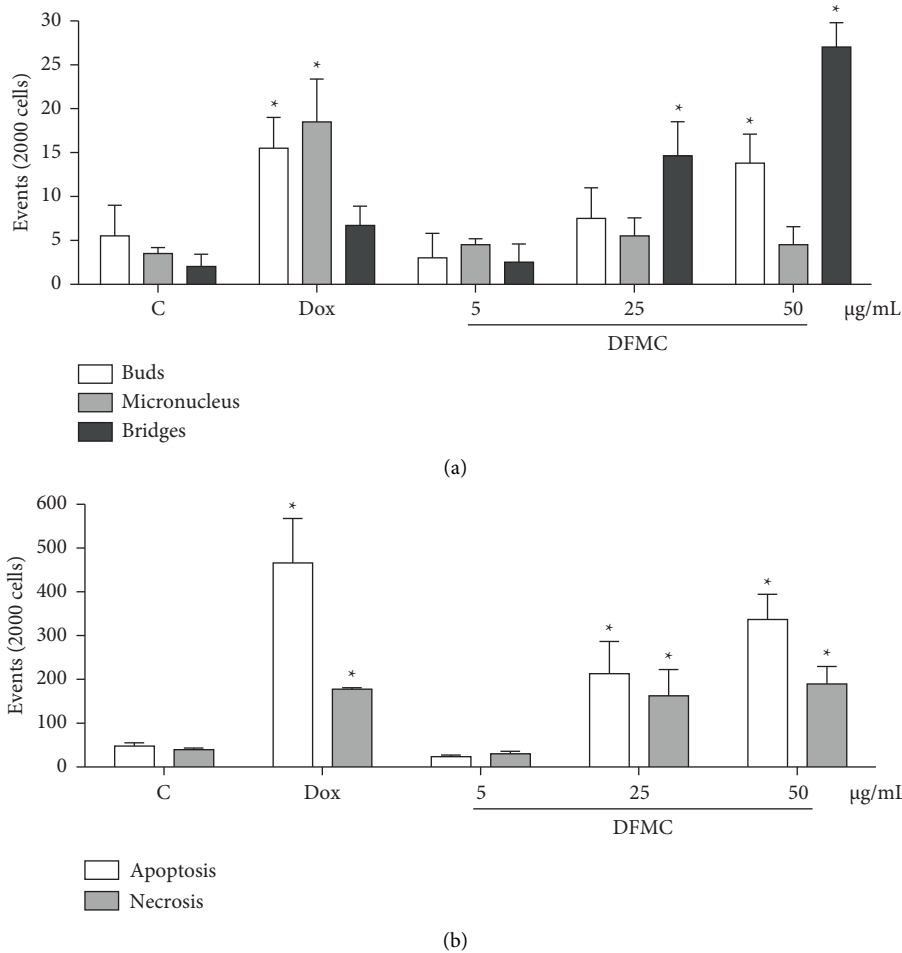 30
25
20
15
10
5
0
Events (2000 cells)
* * * * *
C Dox 5 25 50 µg/mL
DFMC
Buds
Micronucleus
Bridges
(a)
600
500
400
300
200
100
0
Events (2000 cells)
* * * * * *
C Dox 5 25 50 µg/mL
DFMC
Apoptosis
Necrosis
(b)